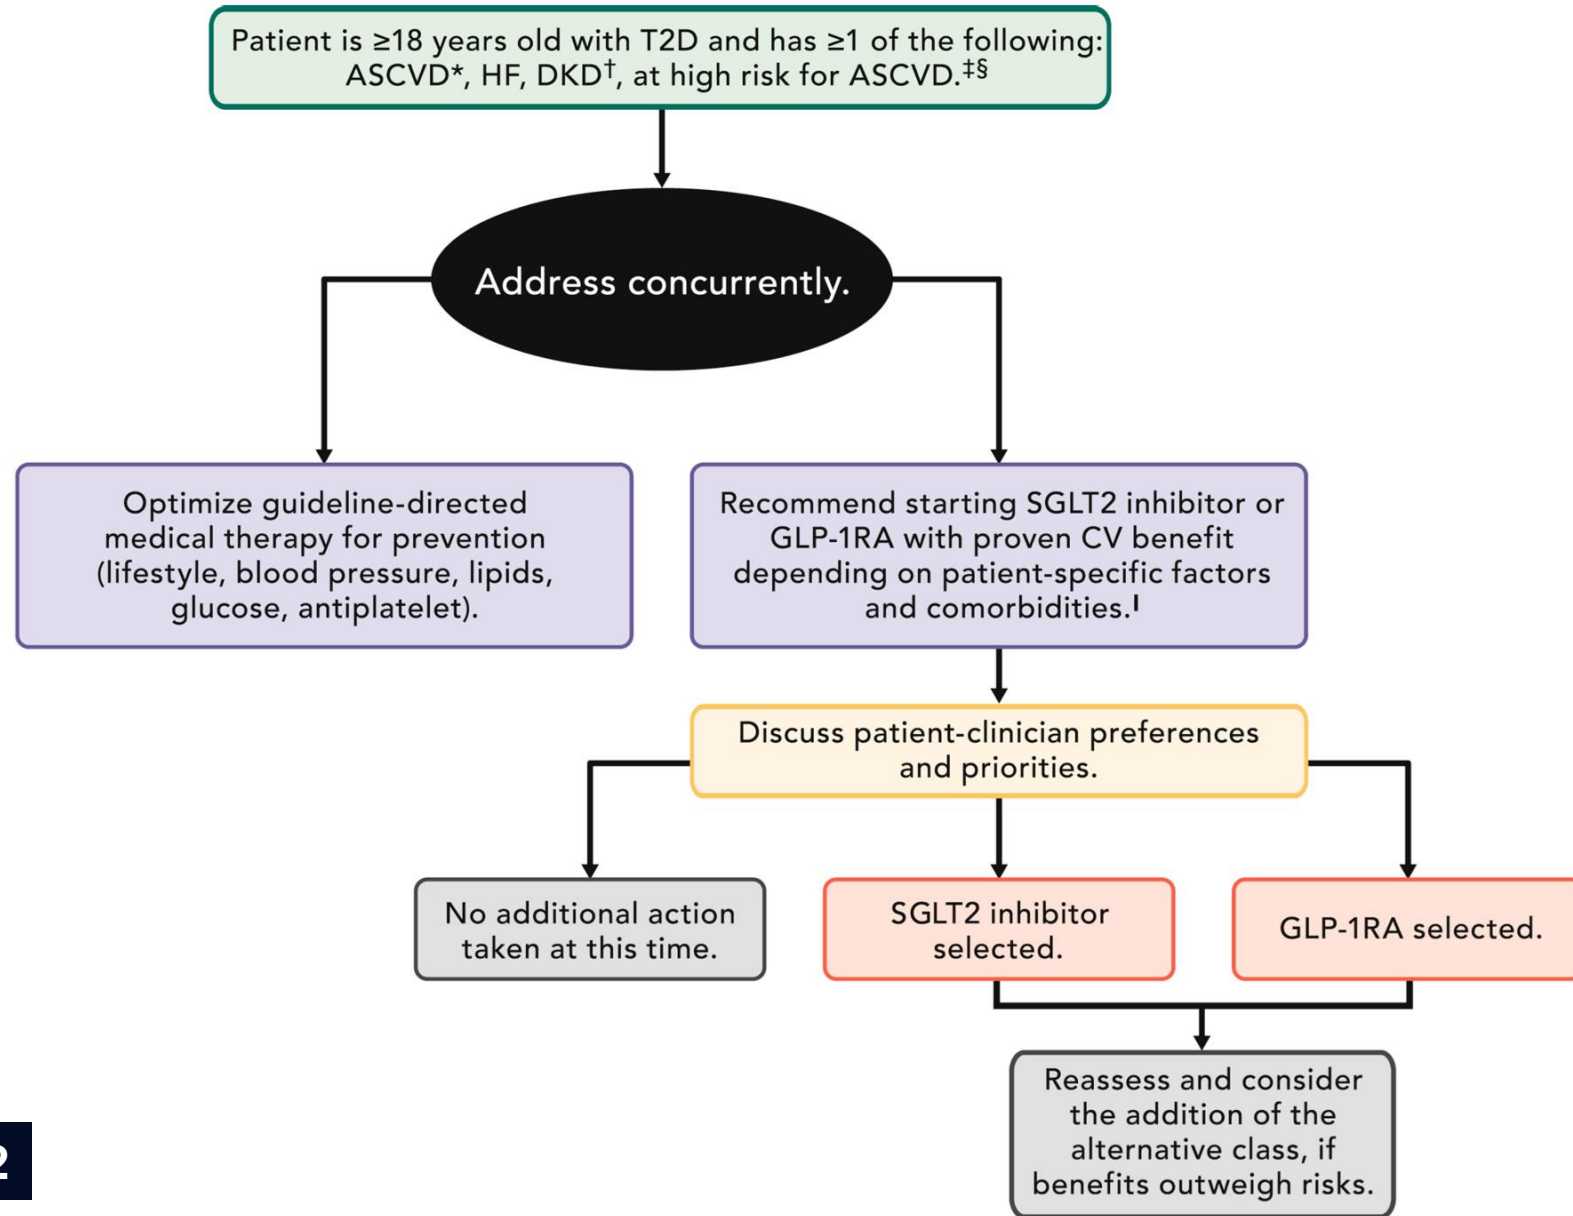 Patient is ≥18 years old with T2D and has ≥1 of the following:
ASCVD*, HF, DKD†, at high risk for ASCVD.‡§
Address concurrently.
Optimize guideline-directed
medical therapy for prevention
(lifestyle, blood pressure, lipids,
glucose, antiplatelet).
Recommend starting SGLT2 inhibitor or
GLP-1RA with proven CV benefit
depending on patient-specific factors
and comorbidities.ǀ
Discuss patient-clinician preferences
and priorities.
No additional action
taken at this time.
SGLT2 inhibitor
selected.
GLP-1RA selected.
Reassess and consider
the addition of the
alternative class, if
benefits outweigh risks.
2